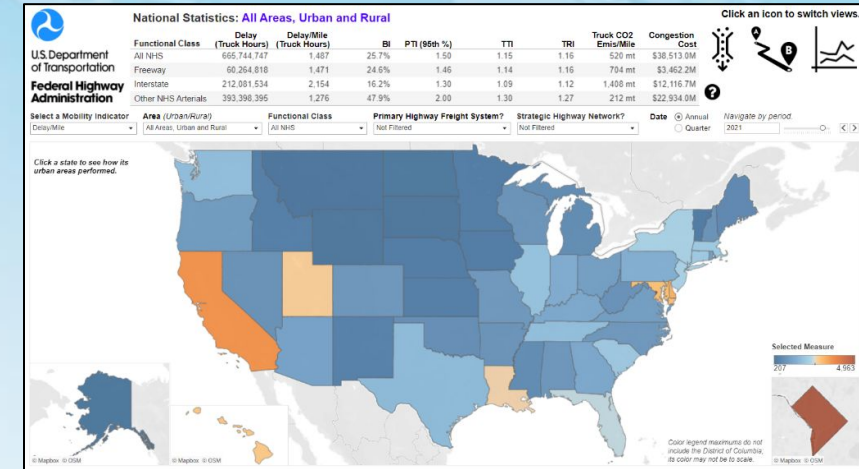 National Statistics: All Areas, Urban and Rural
Click an icon to switch views.
U.S. Department
of Transportation
Federal Highway
Administration
Functional Class Delay (Truck Hours) Delay/Mile (Truck Hours) BI PTI (95th %) TTI TRI Truck CO2 Emis/Mile Congestion Cost
All NHS 665,744,747 1,487 25.7% 1.50 1.15 1.16 520 mt $38,513.0M
Freeway 60,264,818 1,471 24.6% 1.46 1.14 1.16 704 mt $3,462.2M
Interstate 212,081,534 2,154 16.2% 1.30 1.09 1.12 1,408 mt $12,116.7M
Other NHS Arterials 393,398,395 1,276 47.9% 2.00 1.30 1.27 212 mt $22,934.0M
A
B
?
Select a Mobility Indicator Area (Urban/Rural) Functional Class Primary Highway Freight System? Strategic Highway Network? Date Annual Navigate by period.
Delay/Mile All Areas, Urban and Rural All NHS Not Filtered Not Filtered Quarter 2021
Click a state to see how its
urban areas performed.
Selected Measure
207 4,963
Color legend maximums do not
include the District of Columbia;
its color may not be to scale.
© Mapbox © OSM
© Mapbox © OSM
© Mapbox © OSM